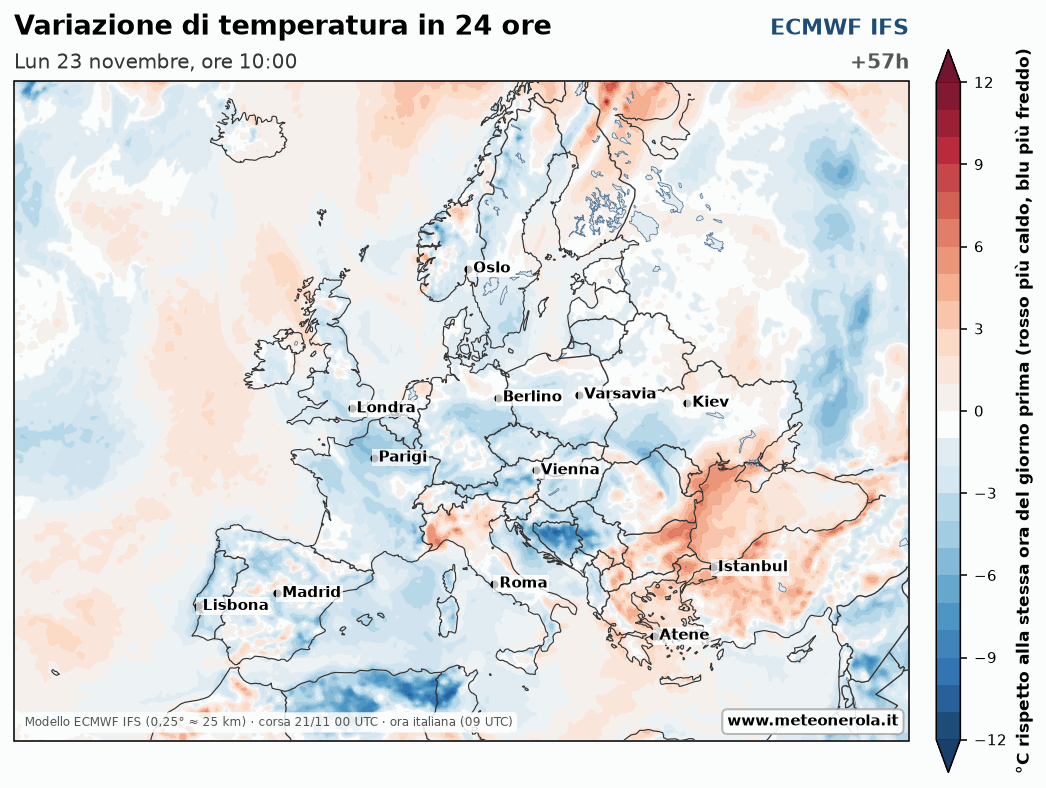 Variazione di temperatura in 24 ore
ECMWF IFS
Lun 23 novembre, ore 10:00
+57h
Oslo
Londra
Berlino
Varsavia
Kiev
Parigi
Vienna
Istanbul
Roma
Madrid
Lisbona
Atene
Modello ECMWF IFS (0,25° ≈ 25 km) · corsa 21/11 00 UTC · ora italiana (09 UTC)
www.meteonerola.it
12
9
6
3
0
−3
−6
−9
−12
°C rispetto alla stessa ora del giorno prima (rosso più caldo, blu più freddo)